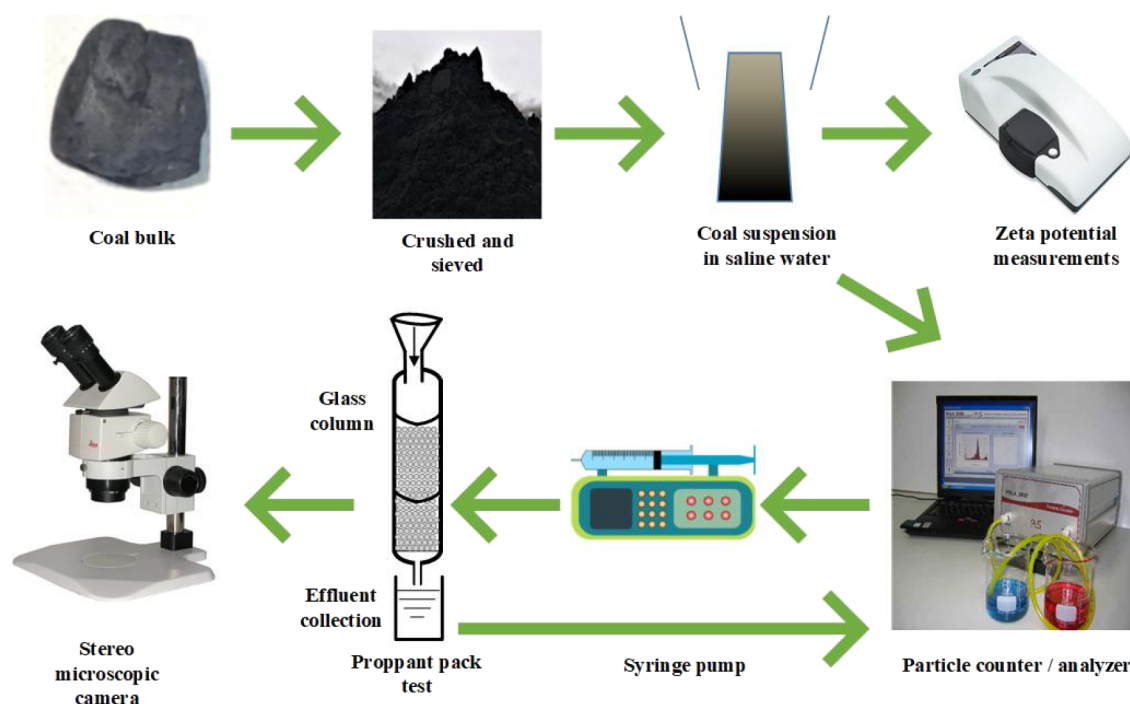 Coal bulk
Crushed and
sieved
Coal suspension
in saline water
Zeta potential
measurements
Glass
column
Effluent
collection
Stereo
microscopic
camera
Proppant pack
test
Syringe pump
Particle counter / analyzer